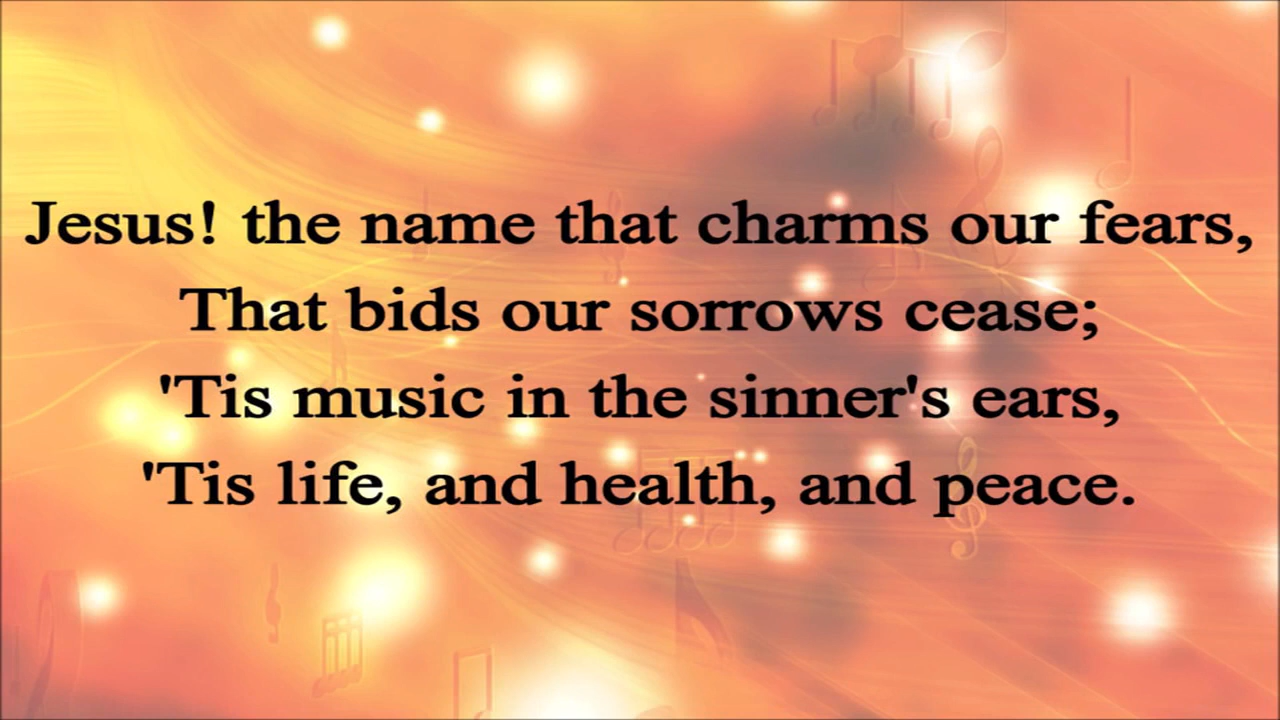 Jesus! the name that charms our fears,
That bids our sorrows cease;
'Tis music in the sinner's ears,
'Tis life, and health, and peace.